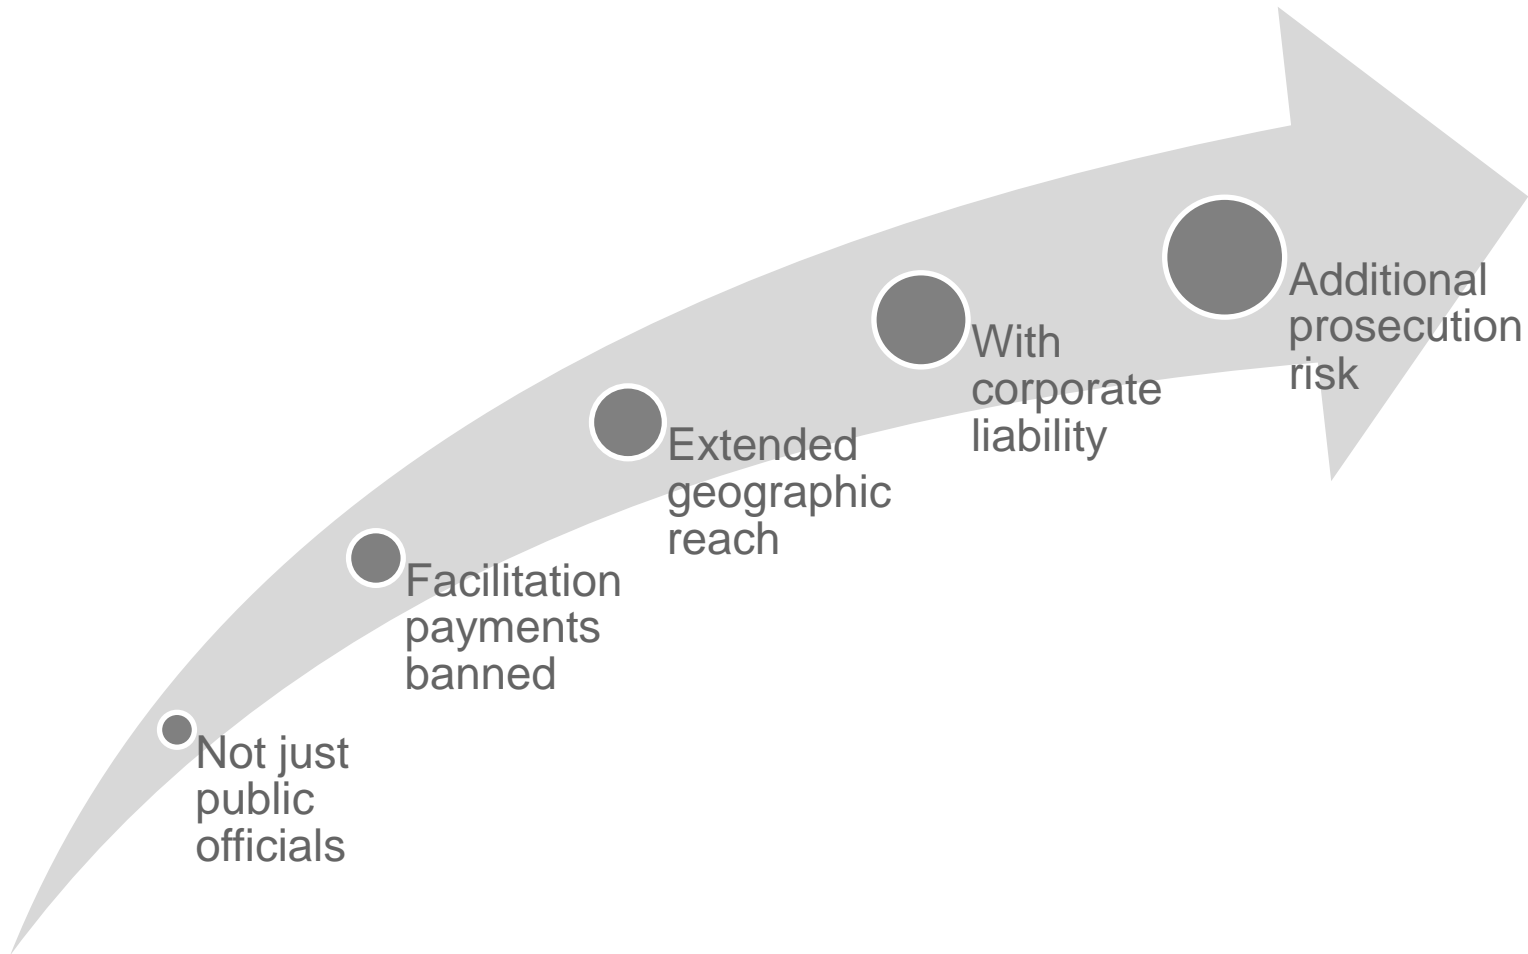 Not just
public
officials
Facilitation
payments
banned
Extended
geographic
reach
With
corporate
liability
Additional
prosecution
risk